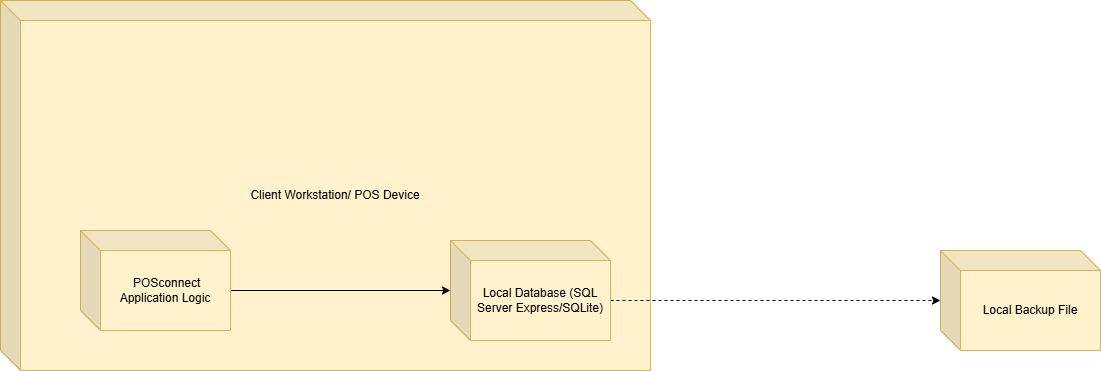 Client Workstation/ POS Device
POSconnect
Application Logic
Local Database (SQL
Server Express/SQLite)
Local Backup File